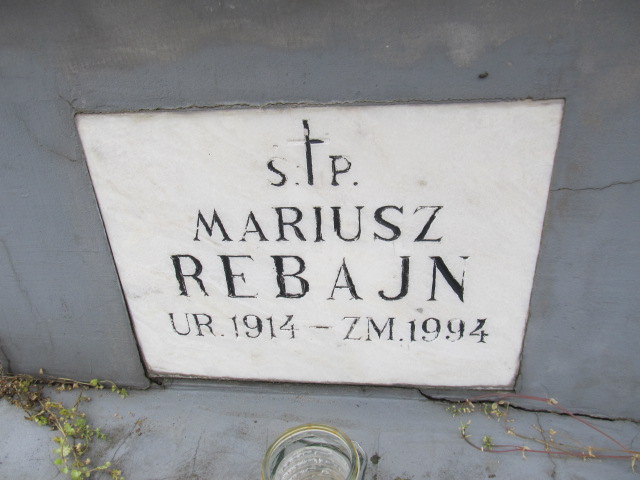 S.†P.
MARIUSZ
REBAJN
UR.1914 – ZM.1994